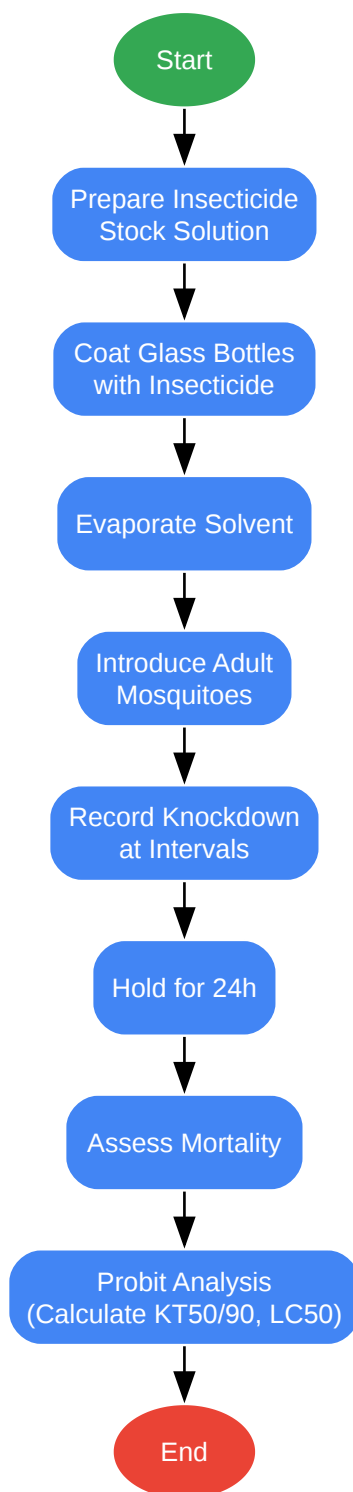 Start
Prepare Insecticide
Stock Solution
Coat Glass Bottles
with Insecticide
Evaporate Solvent
Introduce Adult
Mosquitoes
Record Knockdown
at Intervals
Hold for 24h
Assess Mortality
Probit Analysis
(Calculate KT50/90, LC50)
End